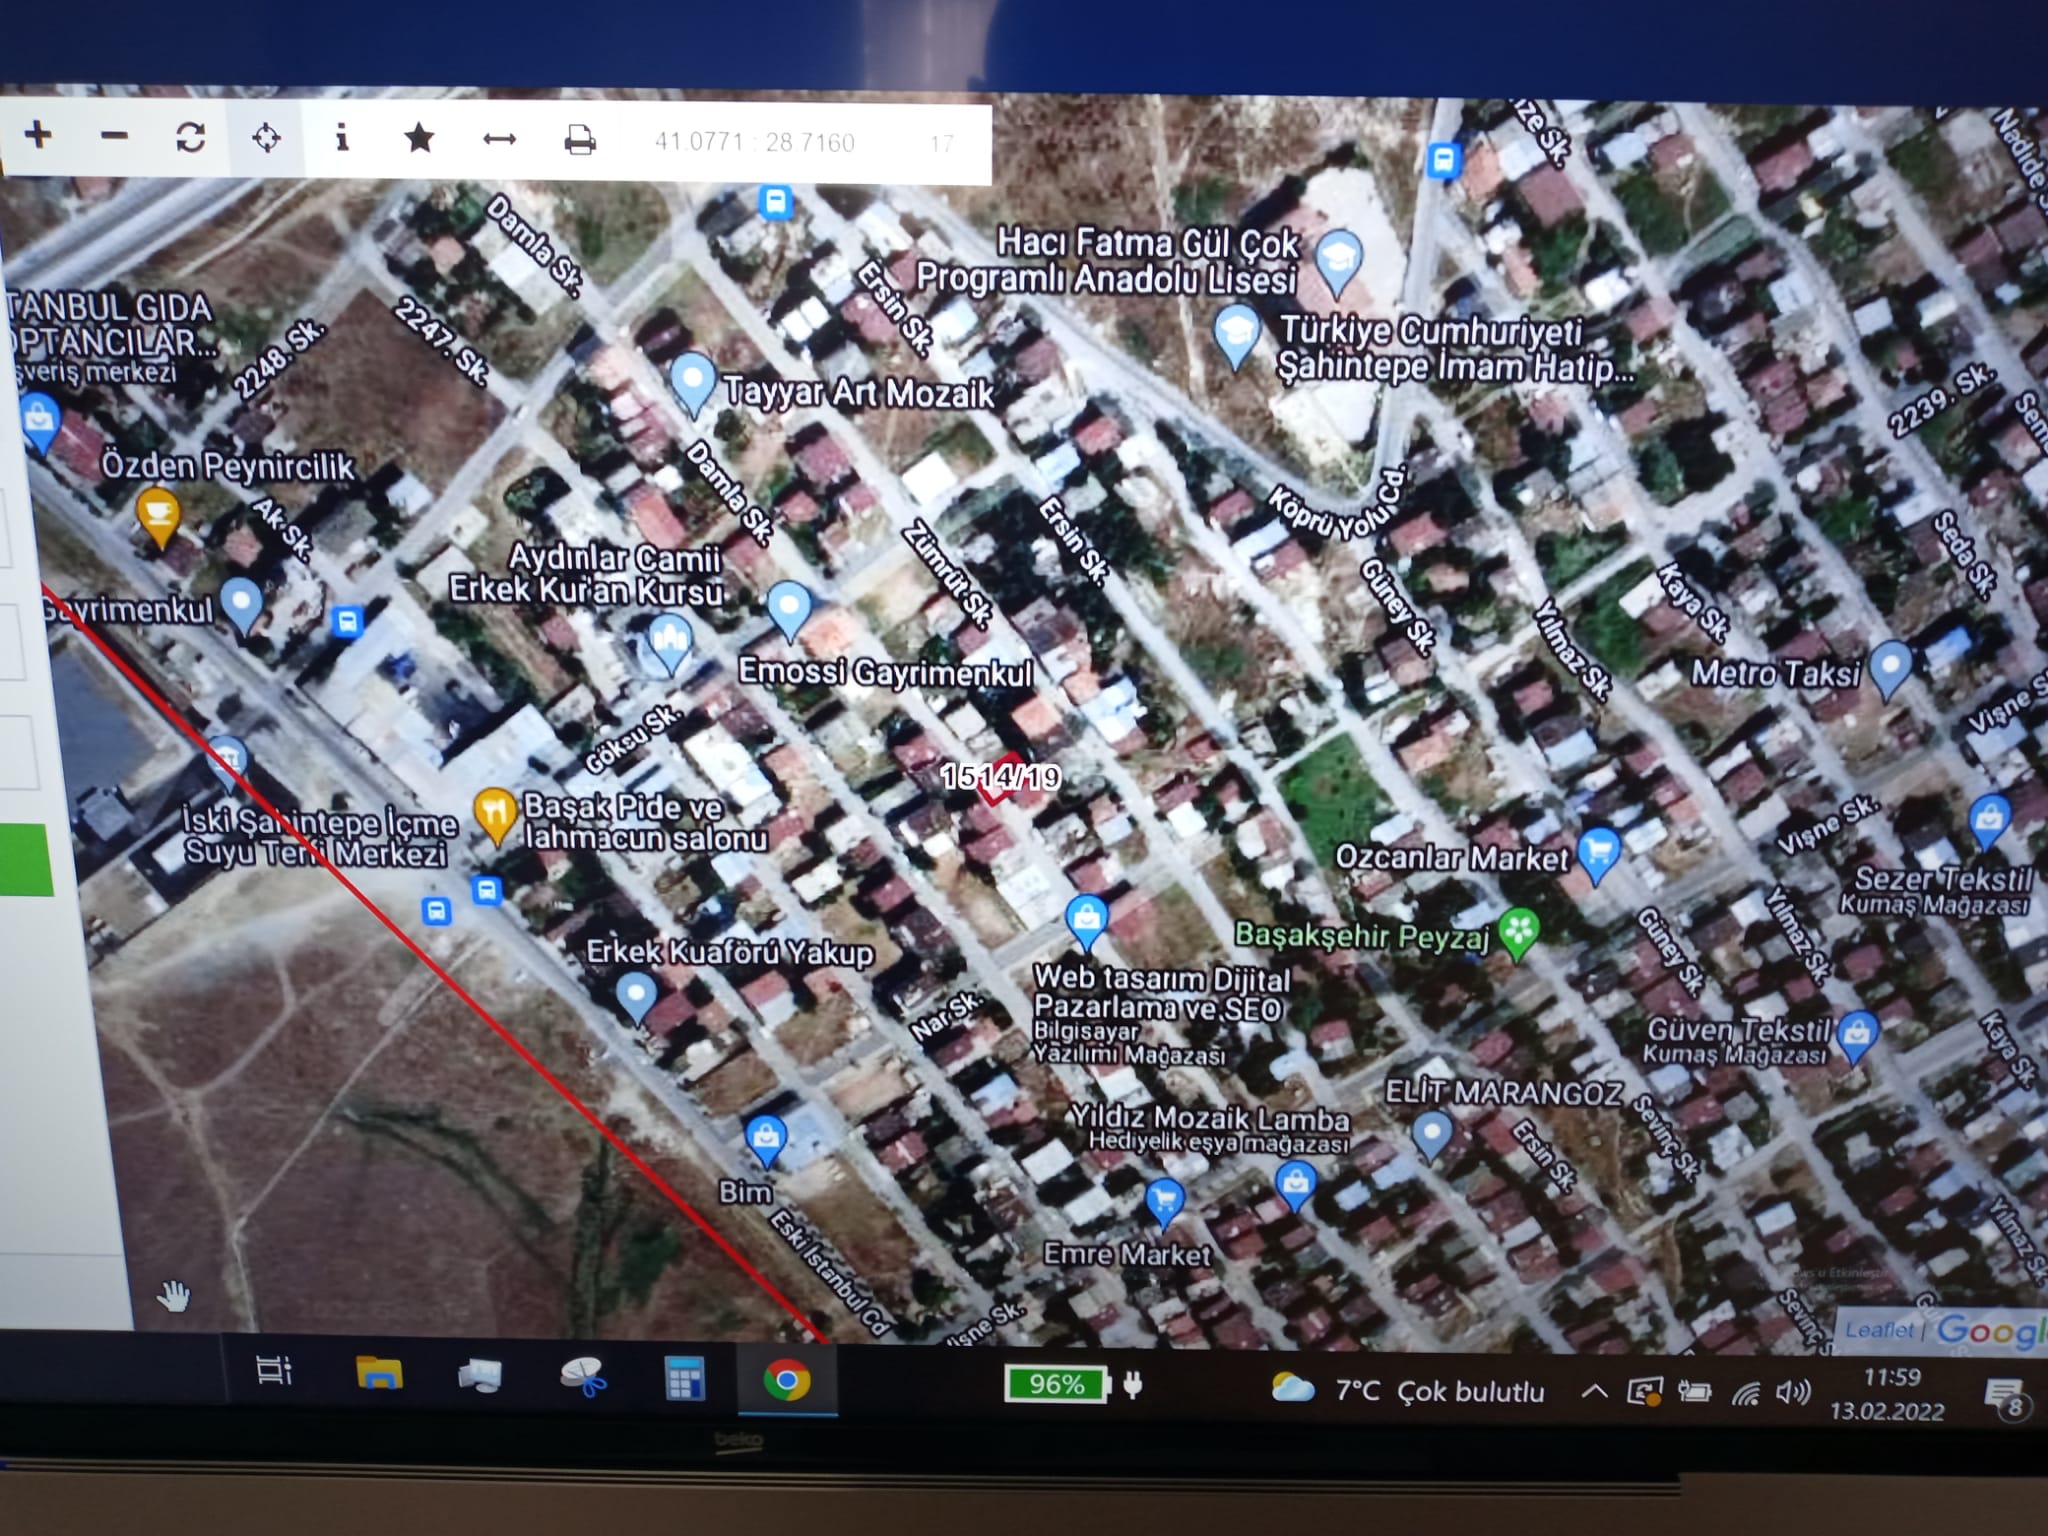 41.0771 : 28.7160
17
ze Sk.
Nadide
Damla Sk.
Ersin Sk.
Hacı Fatma Gül Çok
Programlı Anadolu Lisesi
TANBUL GIDA
OPTANCILAR...
şveriş merkezi
2248. Sk.
2247. Sk.
Türkiye Cumhuriyeti
Şahintepe İmam Hatip...
Tayyar Art Mozaik
2239. Sk.
Özden Peynircilik
Ak Sk.
Damla Sk.
Zümrüt Sk.
Ersin Sk.
Köprü Yolu Cd.
Seda Sk.
Aydınlar Camii
Erkek Kur'an Kursu
Güney Sk.
Yılmaz Sk.
Kaya Sk.
Gayrimenkul
Emossi Gayrimenkul
Metro Taksi
Vişne S
Göksu Sk.
1514/19
İski Şahintepe İçme
Suyu Terfi Merkezi
Başak Pide ve
lahmacun salonu
Ozcanlar Market
Vişne Sk.
Sezer Tekstil
Kumaş Mağazası
Başakşehir Peyzaj
Güney Sk.
Yılmaz Sk.
Erkek Kuaförü Yakup
Web tasarım Dijital
Pazarlama ve SEO
Bilgisayar
Yazılımı Mağazası
Nar Sk.
Güven Tekstil
Kumaş Mağazası
Kaya Sk.
ELİT MARANGOZ
Yıldız Mozaik Lamba
Hediyelik eşya mağazası
Ersin Sk.
Sevinç Sk.
Bim
Eski İstanbul Cd
Emre Market
Yılmaz Sk.
işne Sk.
Sevinç S
Leaflet | Google
96%
7°C Çok bulutlu
11:59
13.02.2022
8
beko